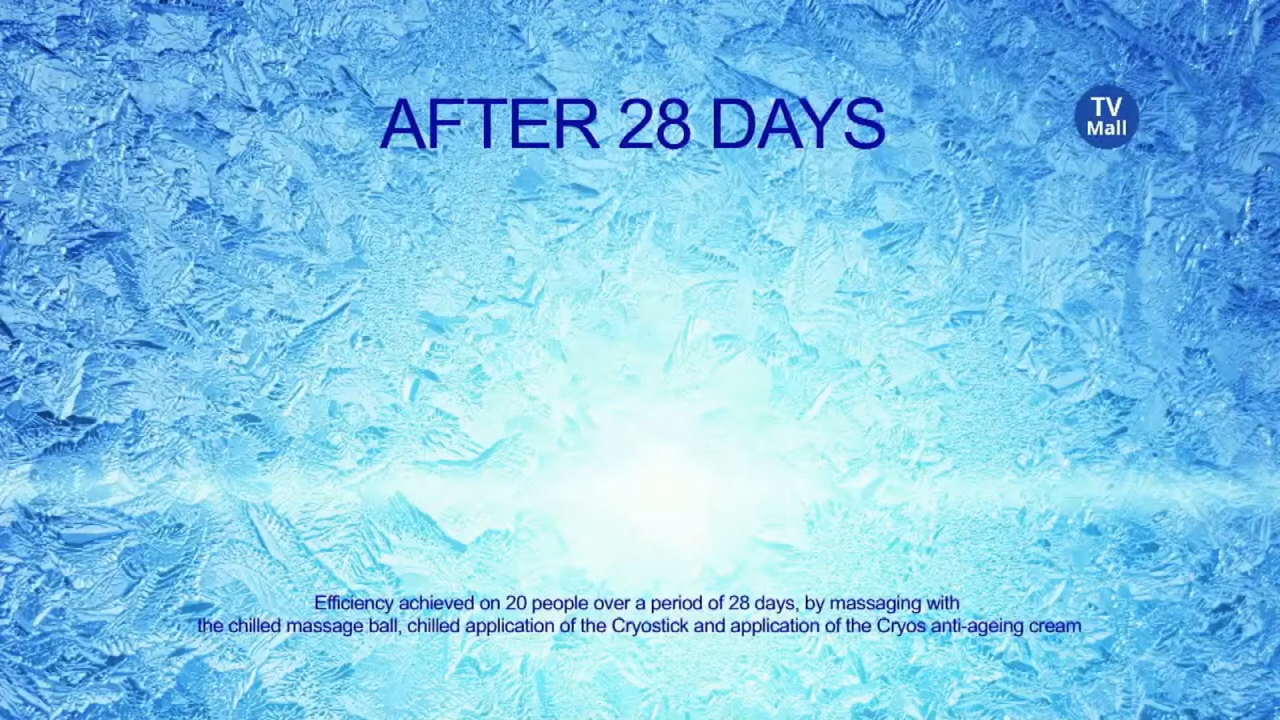 AFTER 28 DAYS
TV
Mall
Efficiency achieved on 20 people over a period of 28 days, by massaging with
the chilled massage ball, chilled application of the Cryostick and application of the Cryos anti-ageing cream